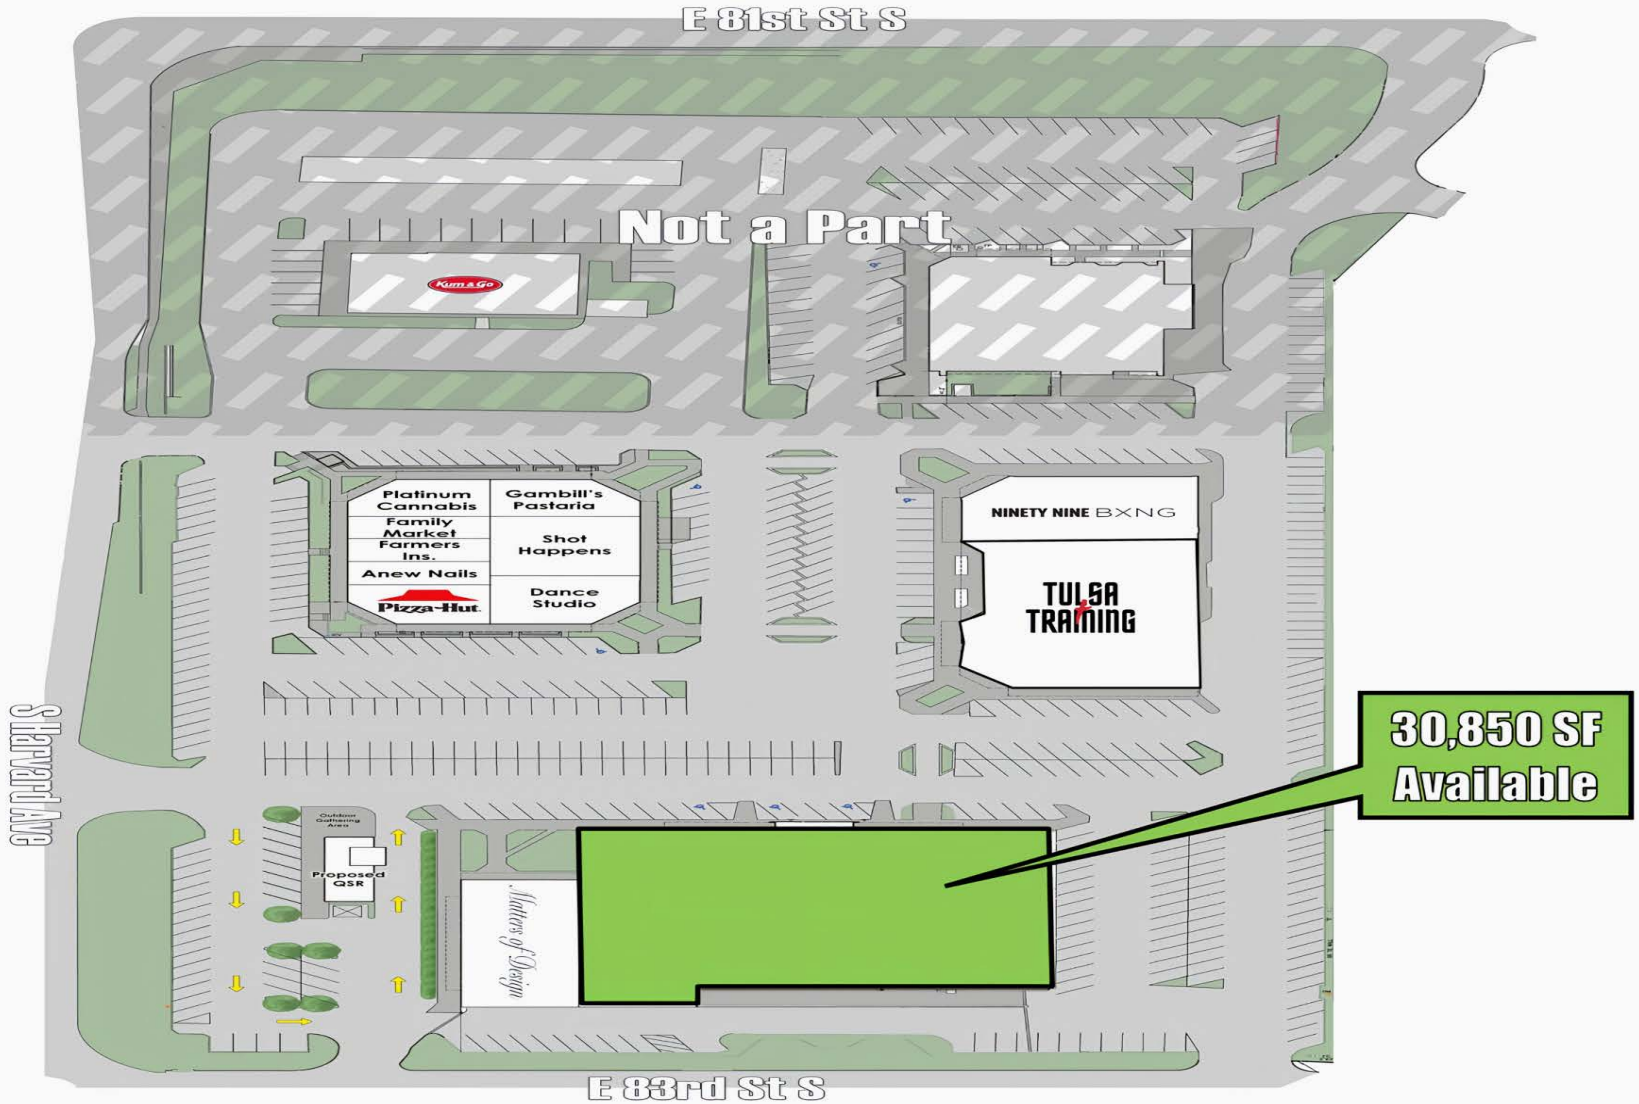 E 81st St S
Not a Part
Kum & Go
Platinum
Cannabis
Family
Market
Farmers
Ins.
Anew Nails
Pizza Hut
Gambill's
Pastaria
Shot
Happens
Dance
Studio
NINETY NINE BXNG
TULSA
TRAINING
30,850 SF
Available
S Harvard Ave
Outdoor
Gathering
Area
Proposed
QSR
Matters of Design
E 83rd St S